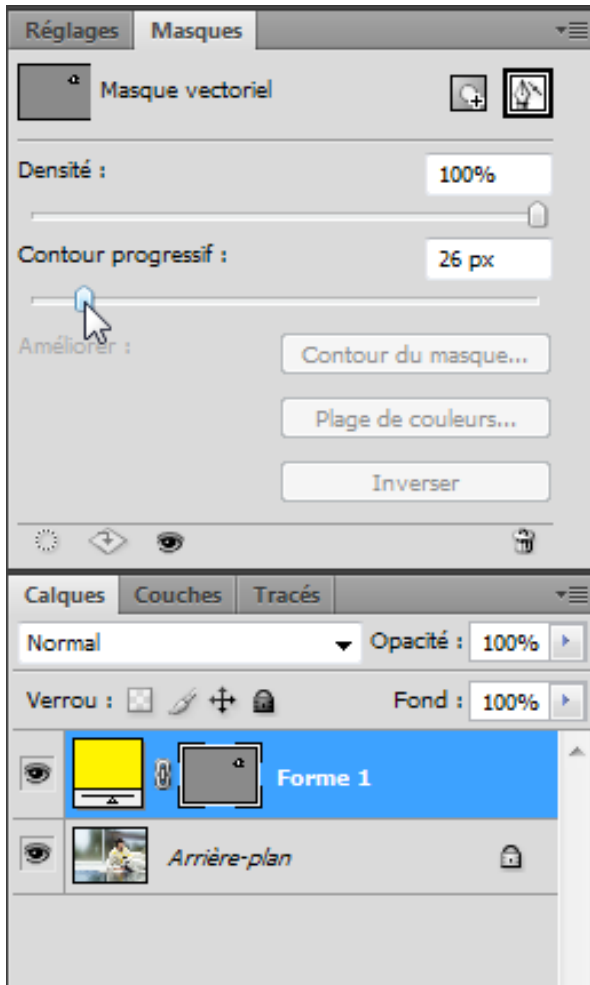 Réglages Masques
Masque vectoriel
Densité : 100%
Contour progressif : 26 px
Améliorer : Contour du masque...
Plage de couleurs...
Inverser
Calques Couches Tracés
Normal Opacité : 100%
Verrou : Fond : 100%
Forme 1
Arrière-plan